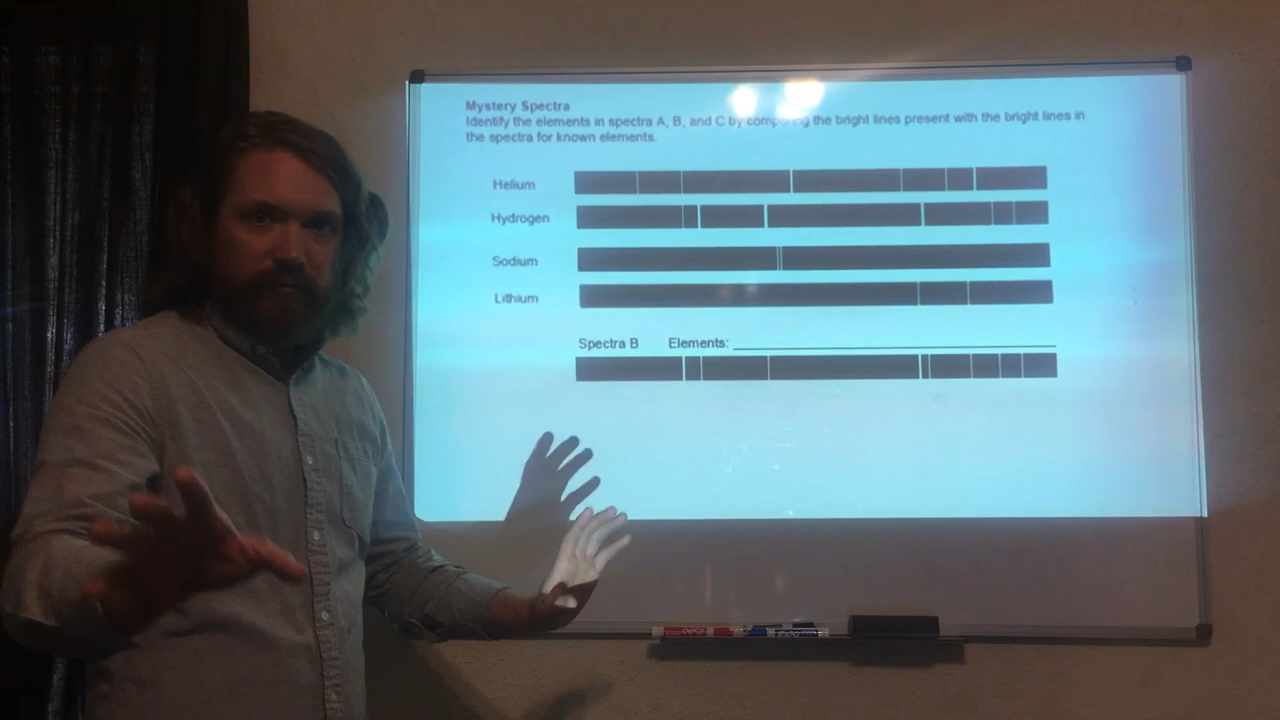 Mystery Spectra
Identify the elements in spectra A, B, and C by comparing the bright lines present with the bright lines in
the spectra for known elements.
Helium
Hydrogen
Sodium
Lithium
Spectra B Elements:
EXPO